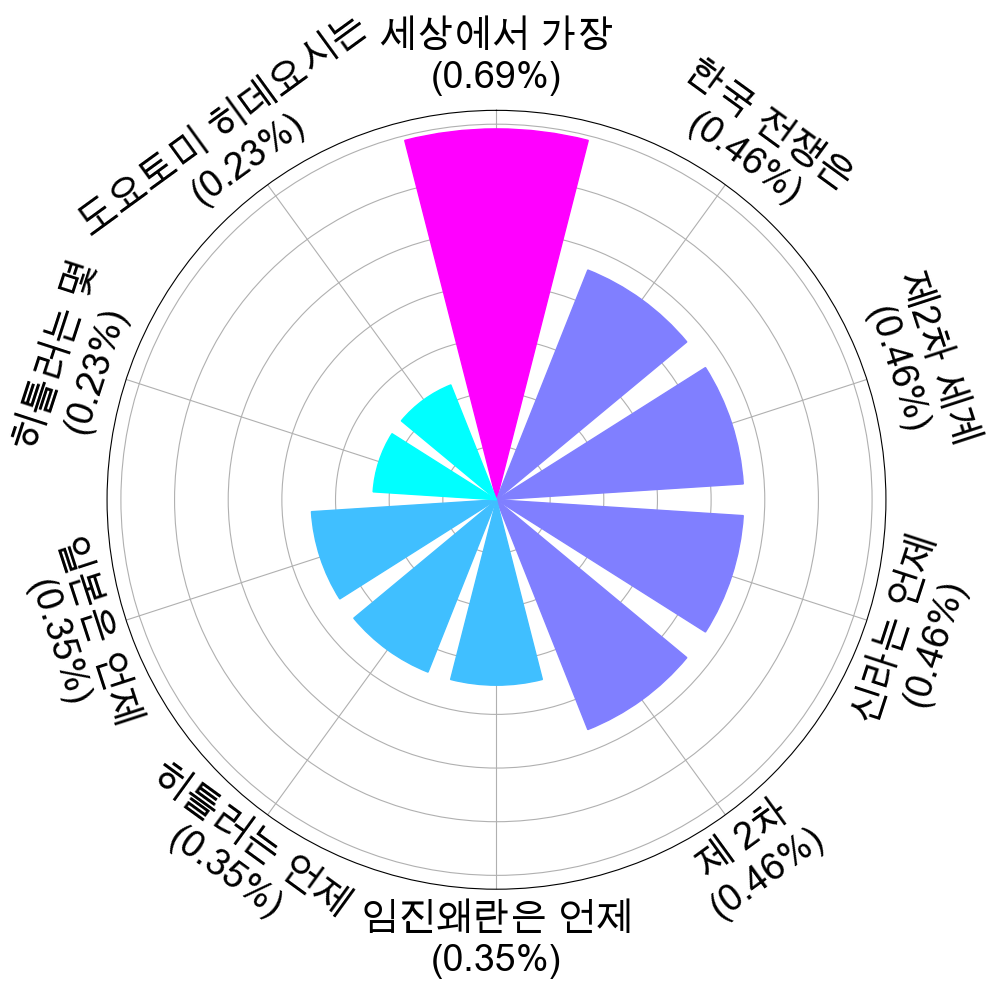 세상에서 가장
(0.69%)
한국 전쟁은
(0.46%)
제2차 세계
(0.46%)
신라는 언제
(0.46%)
제 2차
(0.46%)
임진왜란은 언제
(0.35%)
히틀러는 언제
(0.35%)
일본은 언제
(0.35%)
히틀러는 몇
(0.23%)
도요토미 히데요시는
(0.23%)